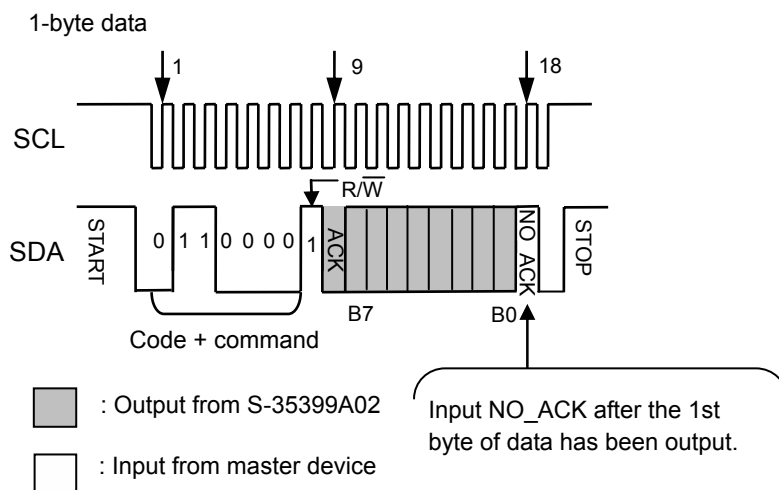 1-byte data
1 9 18
SCL
R/W̅
SDA
START 0 1 1 0 0 0 0 1 ACK NO_ACK STOP
B7 B0
Code + command
: Output from S-35399A02
: Input from master device
Input NO_ACK after the 1st
byte of data has been output.